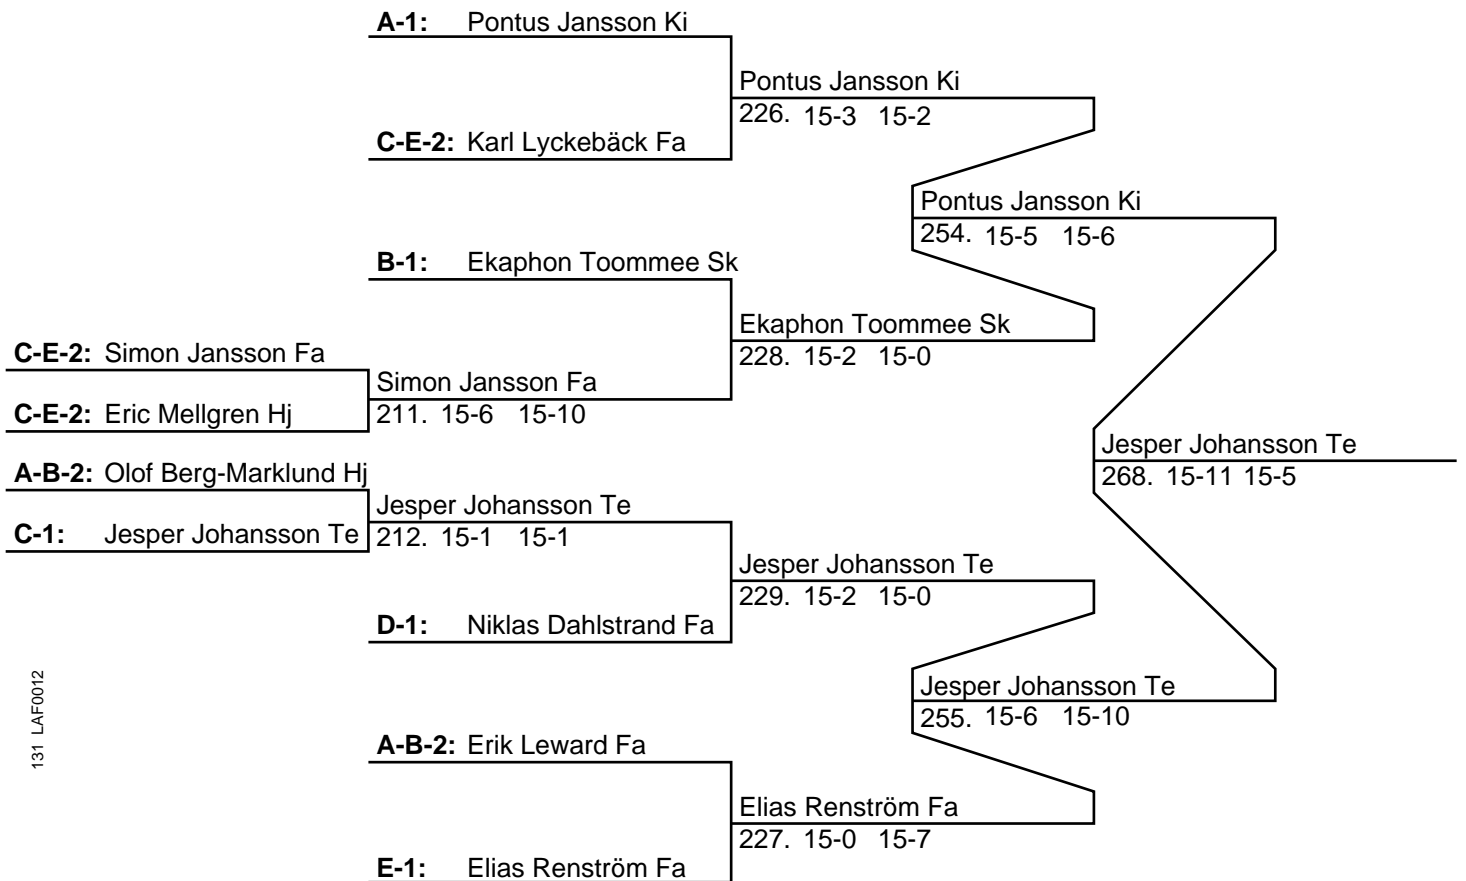 A-1: Pontus Jansson Ki
Pontus Jansson Ki
226. 15-3 15-2
C-E-2: Karl Lyckebäck Fa
Pontus Jansson Ki
254. 15-5 15-6
B-1: Ekaphon Toommee Sk
Ekaphon Toommee Sk
228. 15-2 15-0
C-E-2: Simon Jansson Fa
Simon Jansson Fa
211. 15-6 15-10
C-E-2: Eric Mellgren Hj
Jesper Johansson Te
268. 15-11 15-5
A-B-2: Olof Berg-Marklund Hj
Jesper Johansson Te
212. 15-1 15-1
C-1: Jesper Johansson Te
Jesper Johansson Te
229. 15-2 15-0
D-1: Niklas Dahlstrand Fa
Jesper Johansson Te
255. 15-6 15-10
A-B-2: Erik Leward Fa
Elias Renström Fa
227. 15-0 15-7
E-1: Elias Renström Fa
131 LAF0012